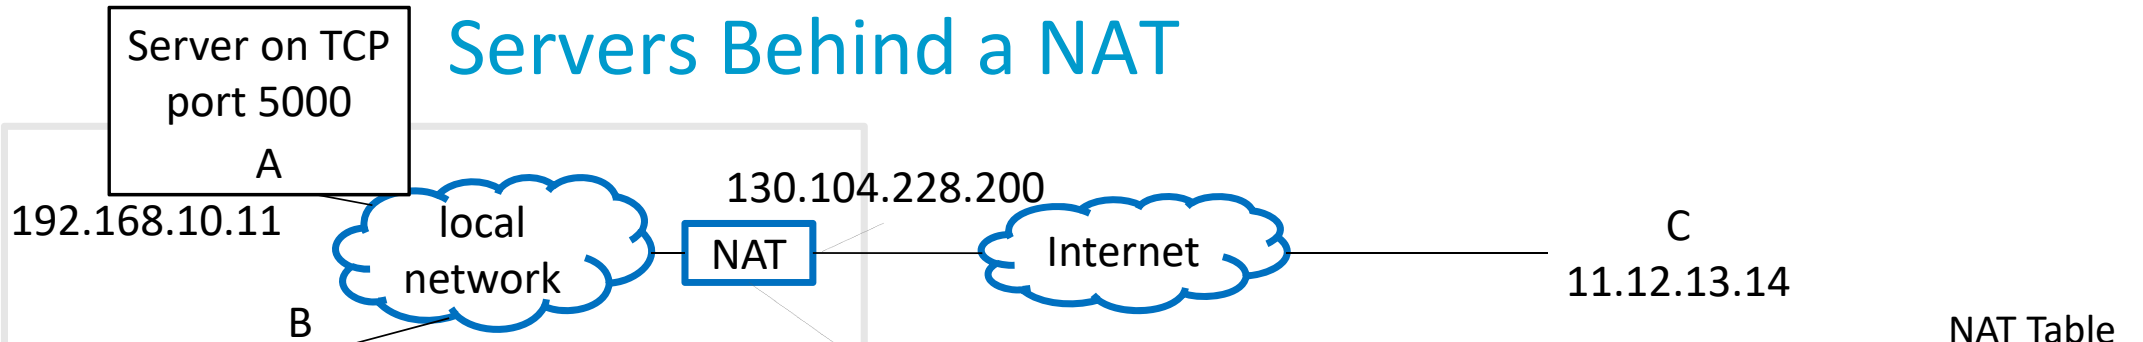 Servers Behind a NAT
Server on TCP
port 5000
A
192.168.10.11
local
network
B
130.104.228.200
NAT
Internet
C
11.12.13.14
NAT Table